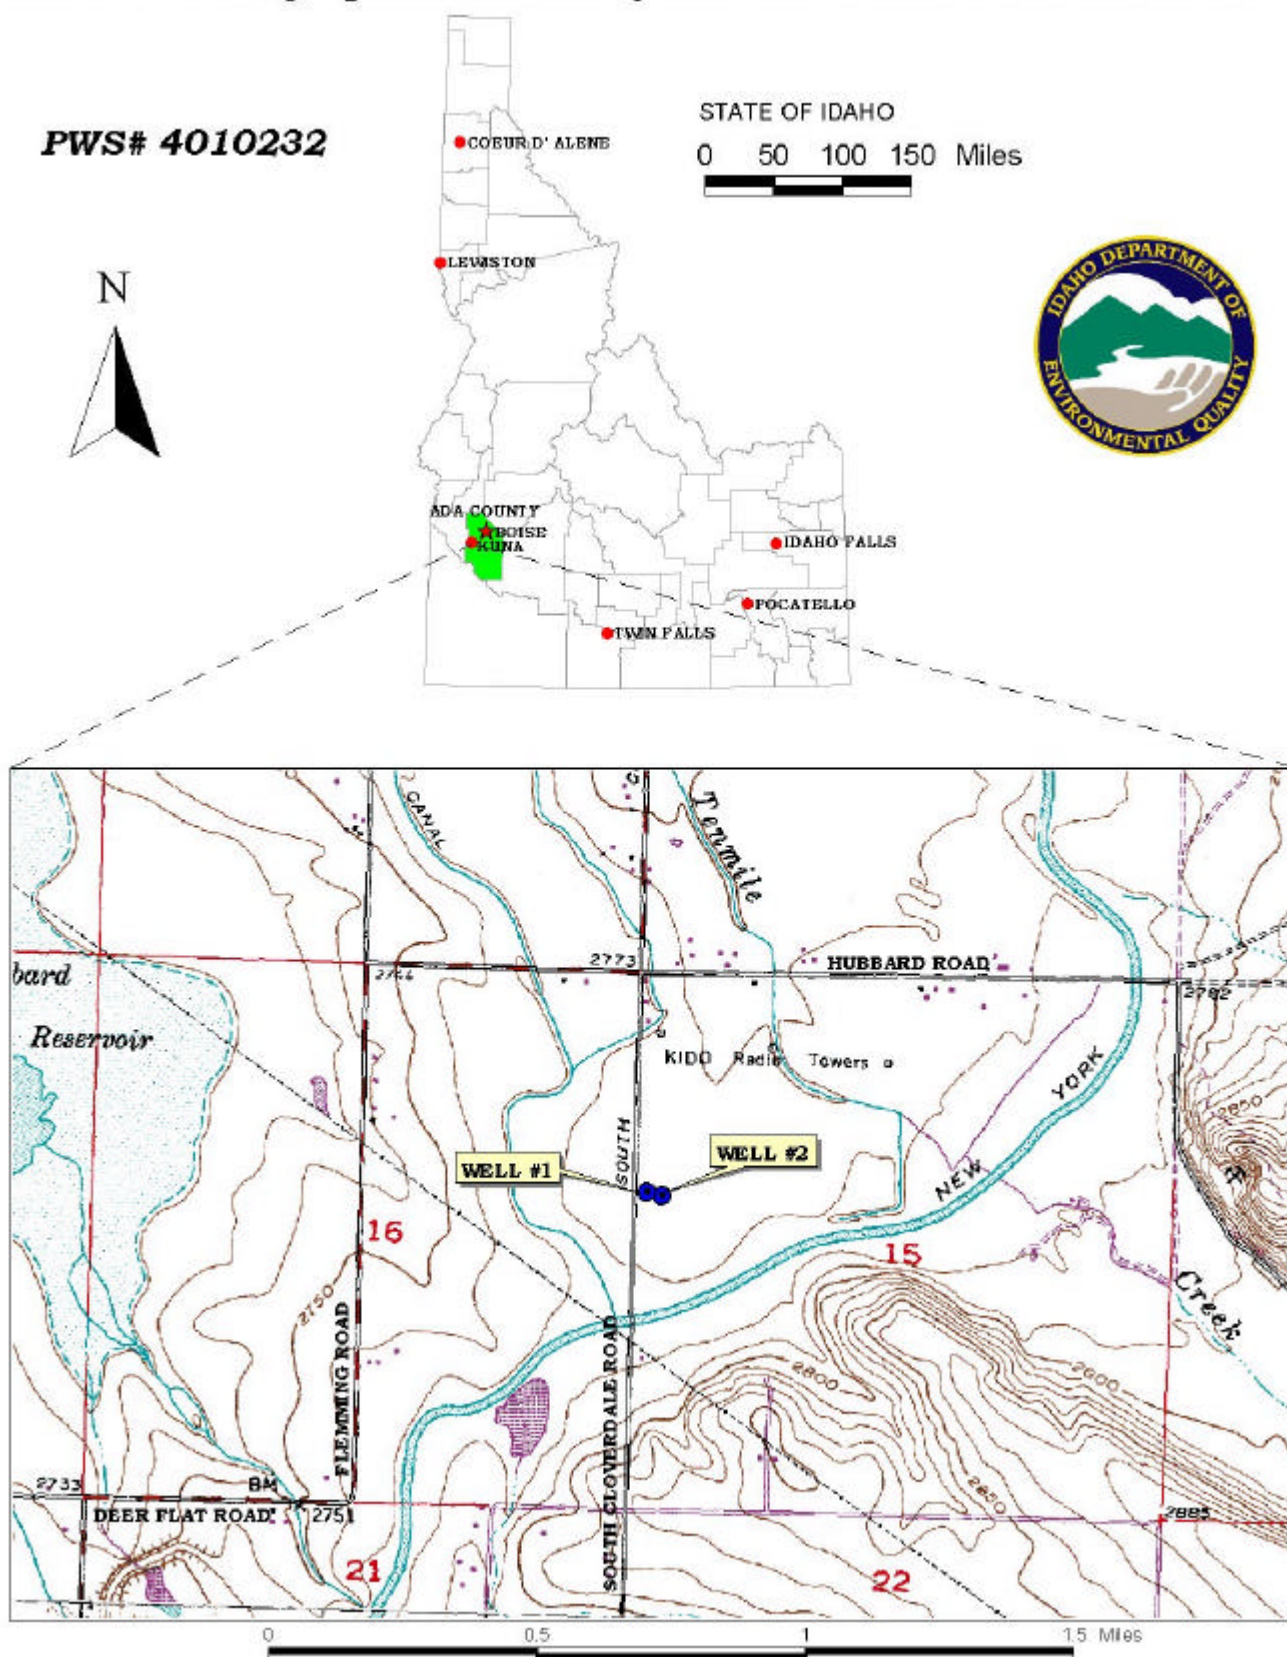 PWS# 4010232
STATE OF IDAHO
0 50 100 150 Miles
COEUR D' ALENE
LEWISTON
N
IDAHO DEPARTMENT OF
ENVIRONMENTAL QUALITY
ADA COUNTY
BOISE
KUNA
IDAHO FALLS
POCATELLO
TWIN FALLS
CANAL
Tenmile
bard
Reservoir
2773
HUBBARD ROAD
2782
KIDO Radio Towers
2850
YORK
NEW
SOUTH
WELL #1
WELL #2
16
15
Creek
2750
FLEMMING ROAD
SOUTH CLOVERDALE ROAD
2800
2800
2850
2733
BM
DEER FLAT ROAD
2751
2885
21
22
0 0.5 1 1.5 Miles